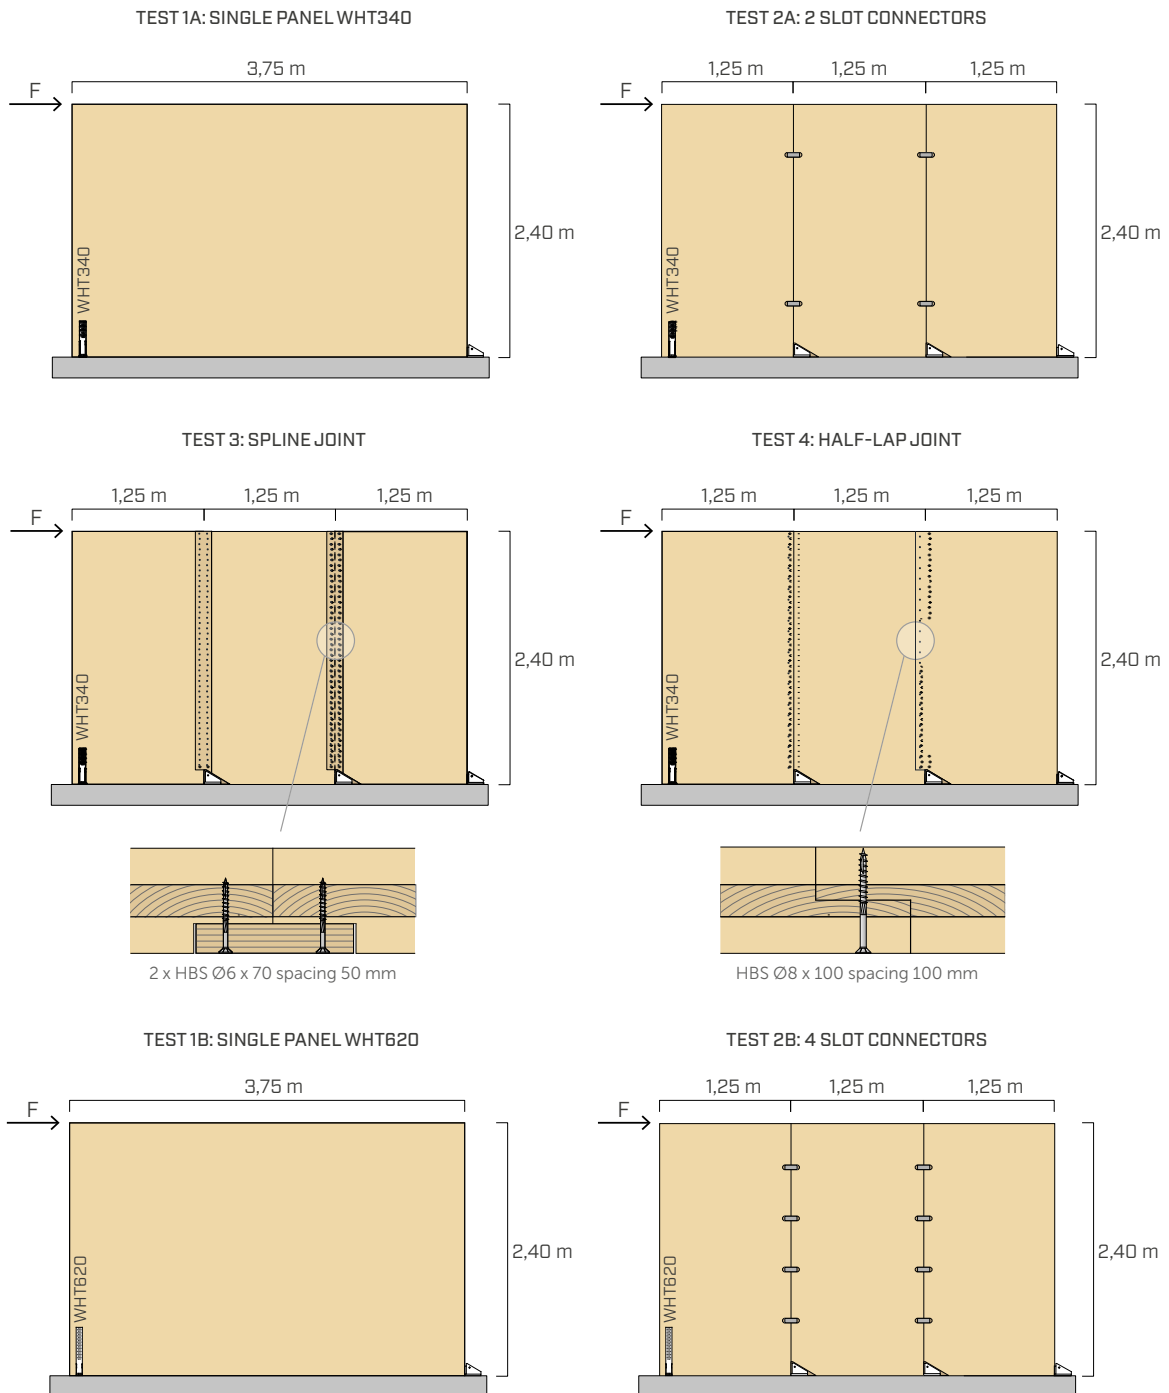 TEST 1A: SINGLE PANEL WHT340
TEST 2A: 2 SLOT CONNECTORS
3,75 m
1,25 m 1,25 m 1,25 m
F
F
2,40 m
2,40 m
WHT340
WHT340
TEST 3: SPLINE JOINT
TEST 4: HALF-LAP JOINT
1,25 m 1,25 m 1,25 m
1,25 m 1,25 m 1,25 m
F
F
2,40 m
2,40 m
WHT340
WHT340
2 x HBS Ø6 x 70 spacing 50 mm
HBS Ø8 x 100 spacing 100 mm
TEST 1B: SINGLE PANEL WHT620
TEST 2B: 4 SLOT CONNECTORS
3,75 m
1,25 m 1,25 m 1,25 m
F
F
2,40 m
2,40 m
WHT620
WHT620